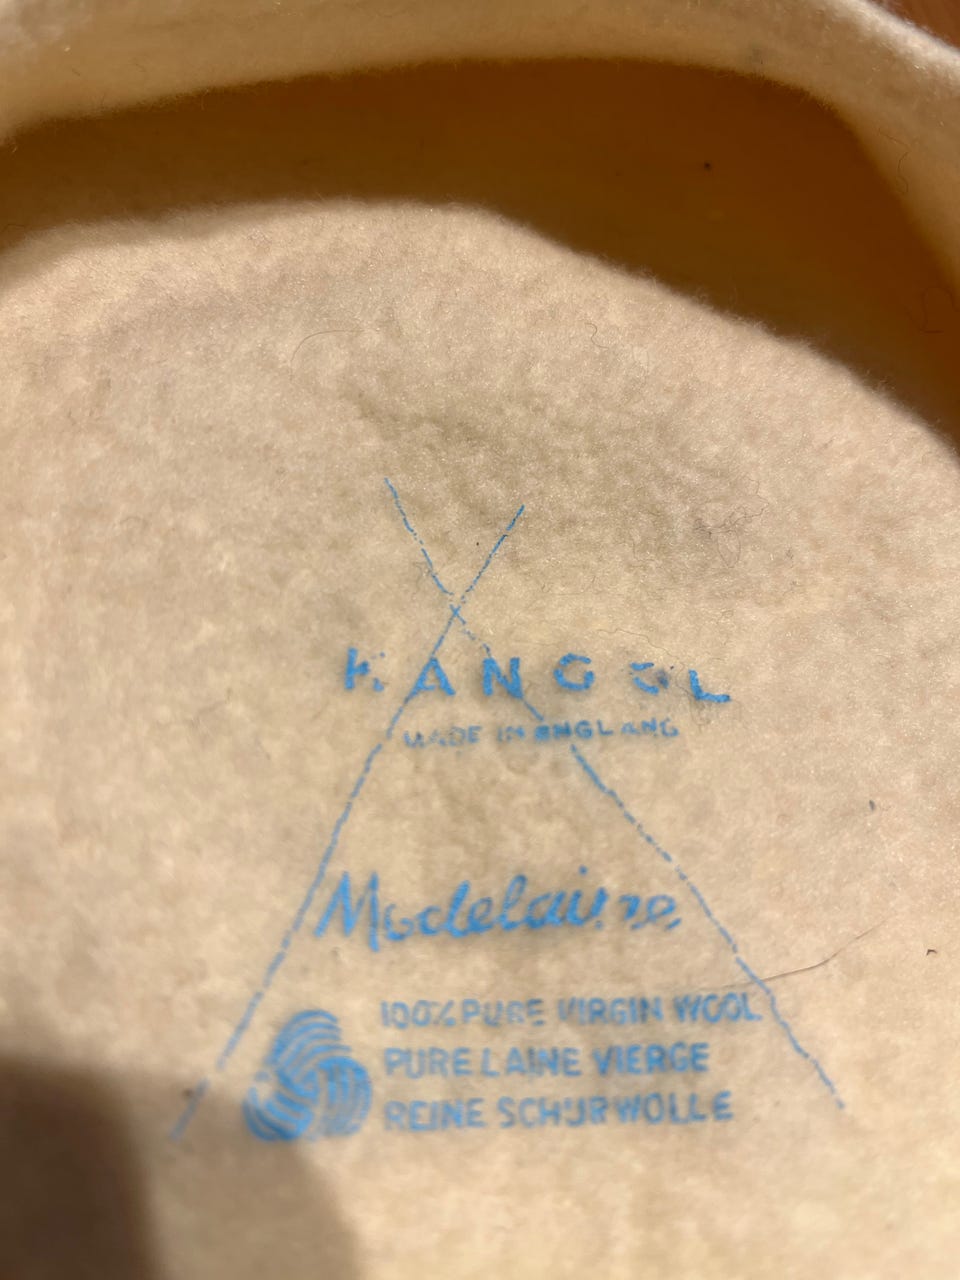 KANGOL
MADE IN ENGLAND
Modelaine
100% PURE VIRGIN WOOL
PURE LAINE VIERGE
REINE SCHURWOLLE